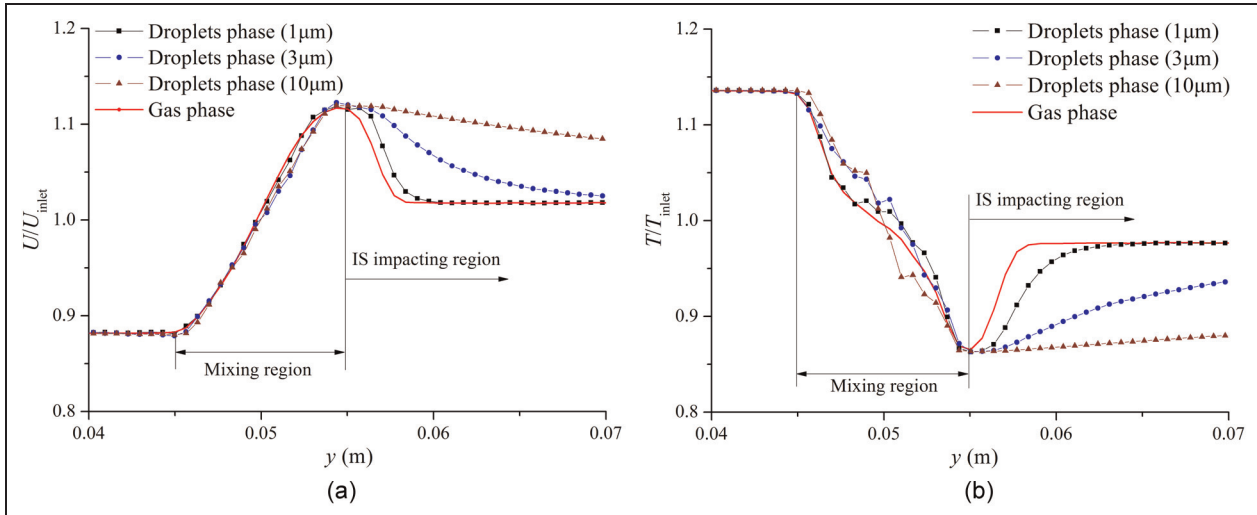 1.2
1.1
1.0
0.9
0.8
U/U_inlet
Droplets phase (1μm)
Droplets phase (3μm)
Droplets phase (10μm)
Gas phase
IS impacting region
Mixing region
0.04
0.05
0.06
0.07
y (m)
(a)
1.2
1.1
1.0
0.9
0.8
T/T_inlet
Droplets phase (1μm)
Droplets phase (3μm)
Droplets phase (10μm)
Gas phase
IS impacting region
Mixing region
0.04
0.05
0.06
0.07
y (m)
(b)